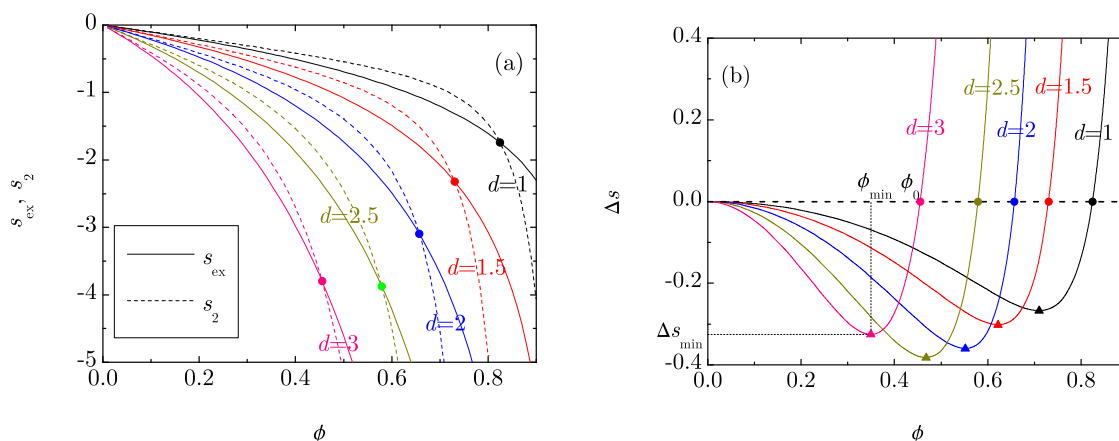 (a)
0
-1
-2
-3
-4
-5
s_ex, s_2
d=1
d=2.5
d=1.5
d=2
d=3
s_ex
s_2
0.0 0.2 0.4 0.6 0.8
ϕ
(b)
0.4
0.2
0.0
-0.2
-0.4
Δs
Δs_min
d=2.5
d=1.5
d=3
d=2
d=1
ϕ_min ϕ_0
0.0 0.2 0.4 0.6 0.8
ϕ